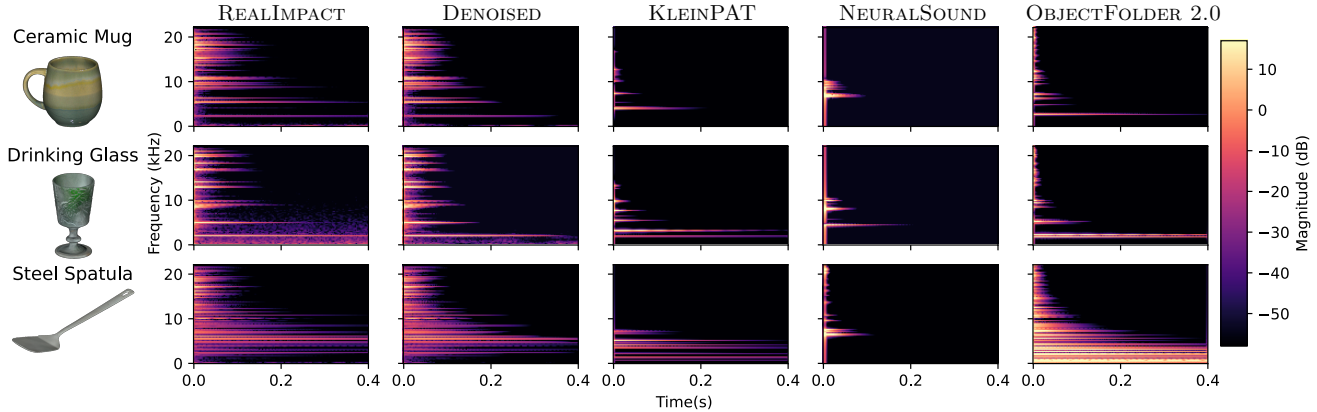 REALIMPACT DENOISED KLEINPAT NEURALSOUND OBJECTFOLDER 2.0
Ceramic Mug
20
10
0
10
0
−10
−20
−30
−40
−50
Magnitude (dB)
Drinking Glass
Frequency (kHz)
20
10
0
Steel Spatula
20
10
0
0.0 0.2 0.4 0.0 0.2 0.4 0.0 0.2 0.4 0.0 0.2 0.4 0.0 0.2 0.4
Time(s)